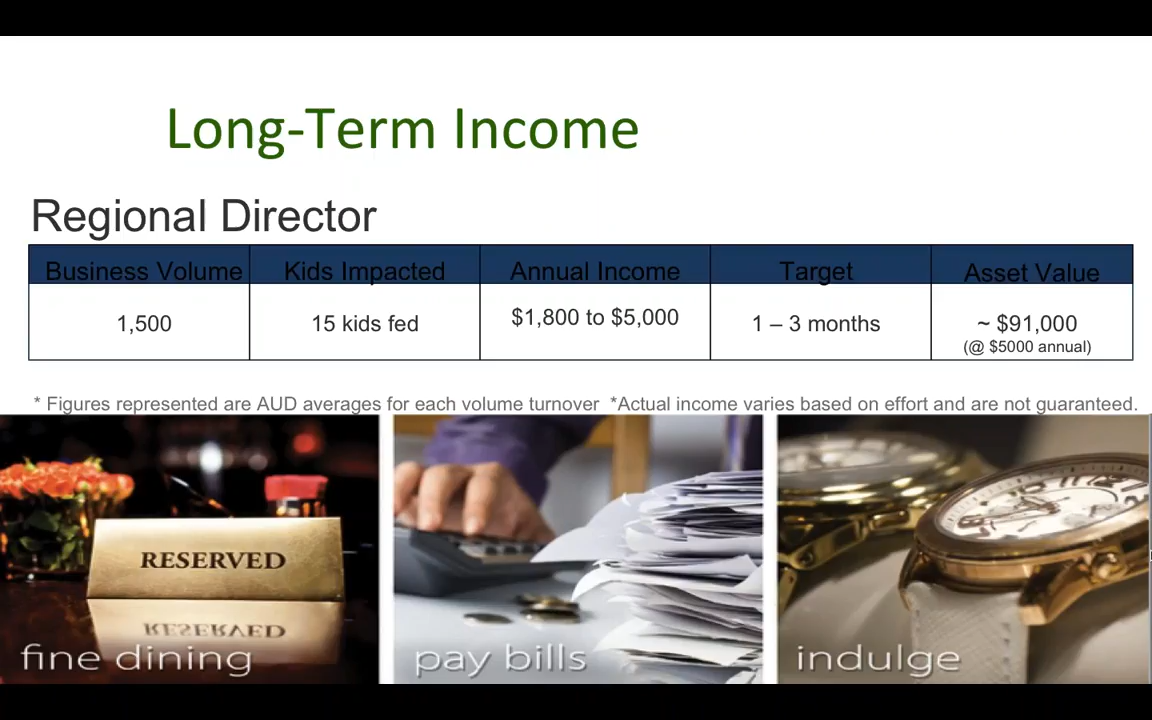 Long-Term Income
Regional Director
Business Volume Kids Impacted Annual Income Target Asset Value
1,500 15 kids fed $1,800 to $5,000 1 – 3 months ~ $91,000
(@ $5000 annual)
* Figures represented are AUD averages for each volume turnover *Actual income varies based on effort and are not guaranteed.
RESERVED
RESERVED
fine dining pay bills indulge